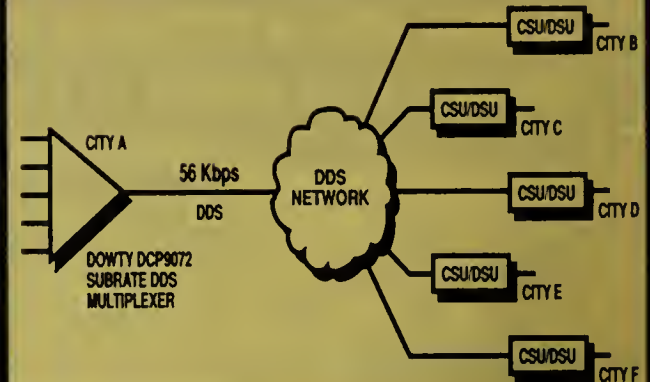 CSU/DSU
CITY B
CSU/DSU
CITY C
CITY A
56 Kbps
DDS
DDS
NETWORK
CSU/DSU
CITY D
DOWTY DCP9072
SUBRATE DDS
MULTIPLEXER
CSU/DSU
CITY E
CSU/DSU
CITY F